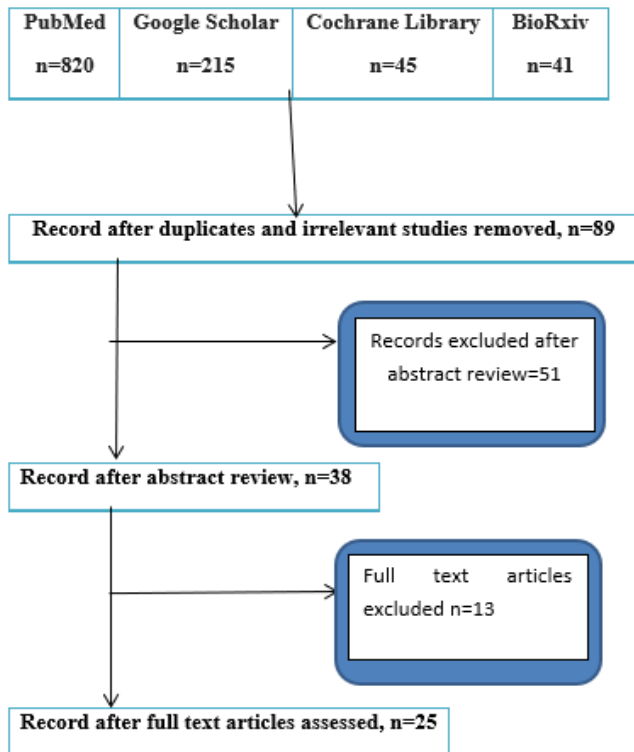 PubMed Google Scholar Cochrane Library BioRxiv
n=820 n=215 n=45 n=41
Record after duplicates and irrelevant studies removed, n=89
Records excluded after
abstract review=51
Record after abstract review, n=38
Full text articles
excluded n=13
Record after full text articles assessed, n=25